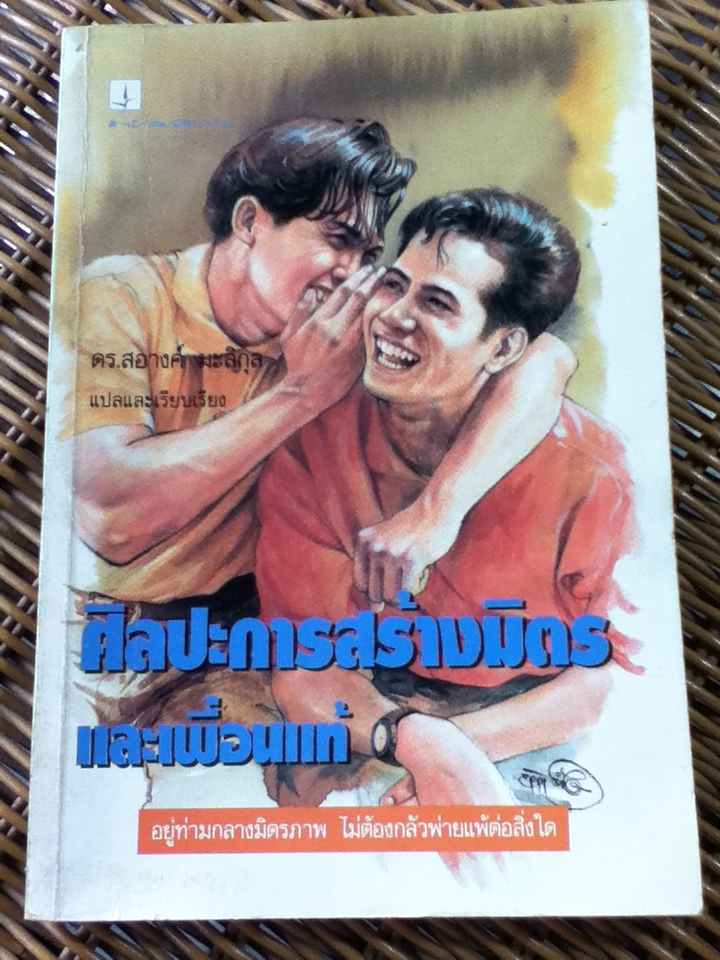 ดร.สอางค์ มะลิกุล
แปลและเรียบเรียง
ศิลปะการสร้างมิตร
และเพื่อนแท้
อยู่ท่ามกลางมิตรภาพ ไม่ต้องกลัวพ่ายแพ้ต่อสิ่งใด